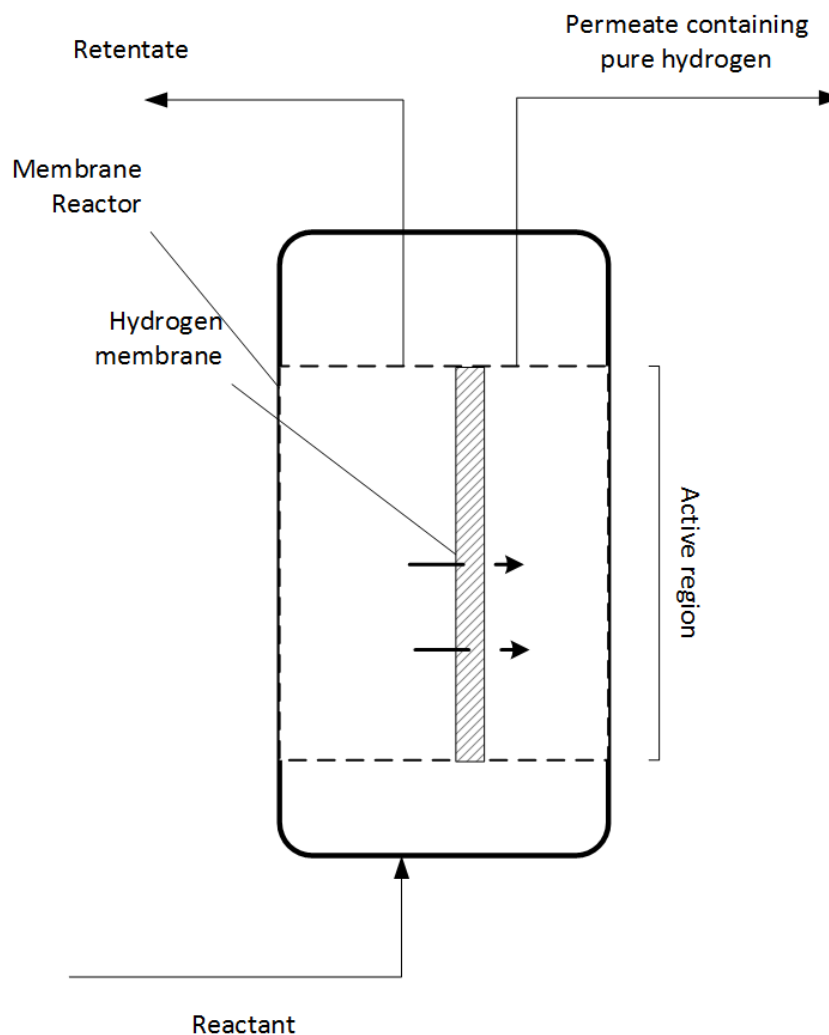 Retentate
Permeate containing
pure hydrogen
Membrane
Reactor
Hydrogen
membrane
Active region
Reactant